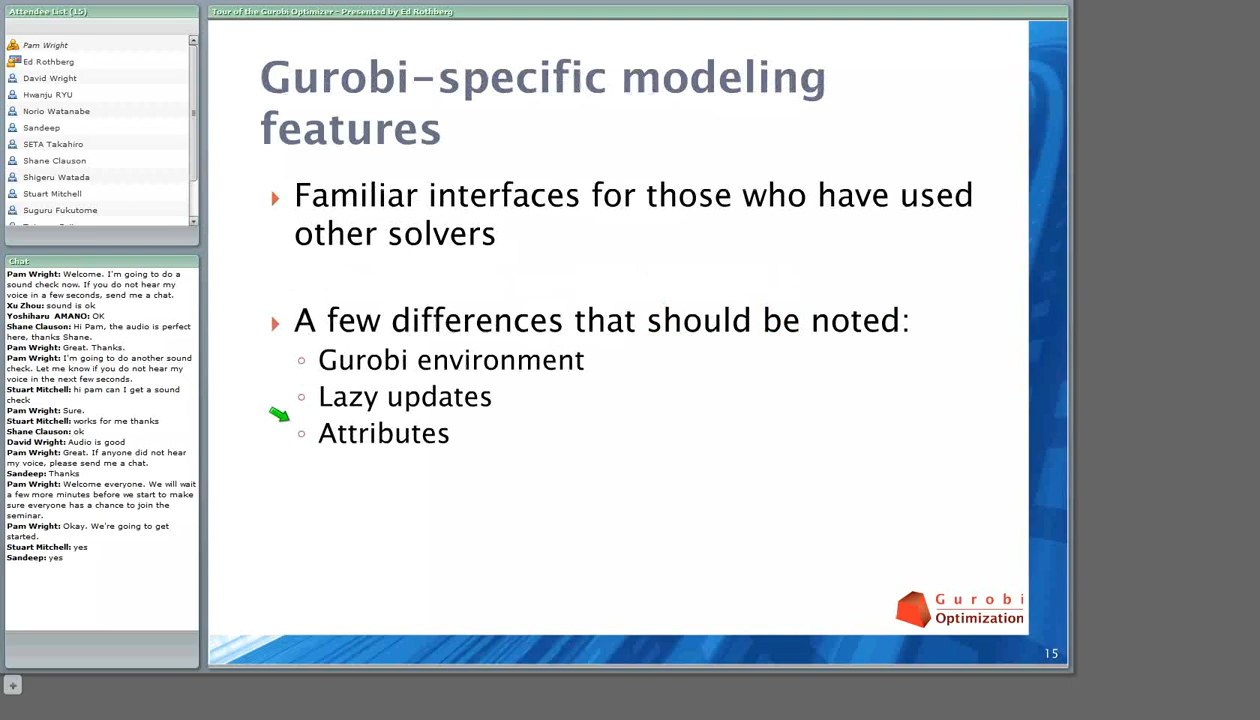 Attendee List (15)
Pam Wright
Ed Rothberg
David Wright
Hwanju RYU
Norio Watanabe
Sandeep
SETA Takahiro
Shane Clauson
Shigeru Watada
Stuart Mitchell
Suguru Fukutome
Chat
Pam Wright: Welcome. I'm going to do a
sound check now. If you do not hear my
voice in a few seconds, send me a chat.
Xu Zhou: sound is ok
Yoshiharu AMANO: OK
Shane Clauson: Hi Pam, the audio is perfect
here, thanks Shane.
Pam Wright: Great. Thanks.
Pam Wright: I'm going to do another sound
check. Let me know if you do not hear my
voice in the next few seconds.
Stuart Mitchell: hi pam can I get a sound
check
Pam Wright: Sure.
Stuart Mitchell: works for me thanks
Shane Clauson: ok
David Wright: Audio is good
Pam Wright: Great. If anyone did not hear
my voice, please send me a chat.
Sandeep: Thanks
Pam Wright: Welcome everyone. We will wait
a few more minutes before we start to make
sure everyone has a chance to join the
seminar.
Pam Wright: Okay. We're going to get
started.
Stuart Mitchell: yes
Sandeep: yes
Tour of the Gurobi Optimizer - Presented by Ed Rothberg
Gurobi-specific modeling
features
Familiar interfaces for those who have used
other solvers
A few differences that should be noted:
Gurobi environment
Lazy updates
Attributes
Gurobi
Optimization
15